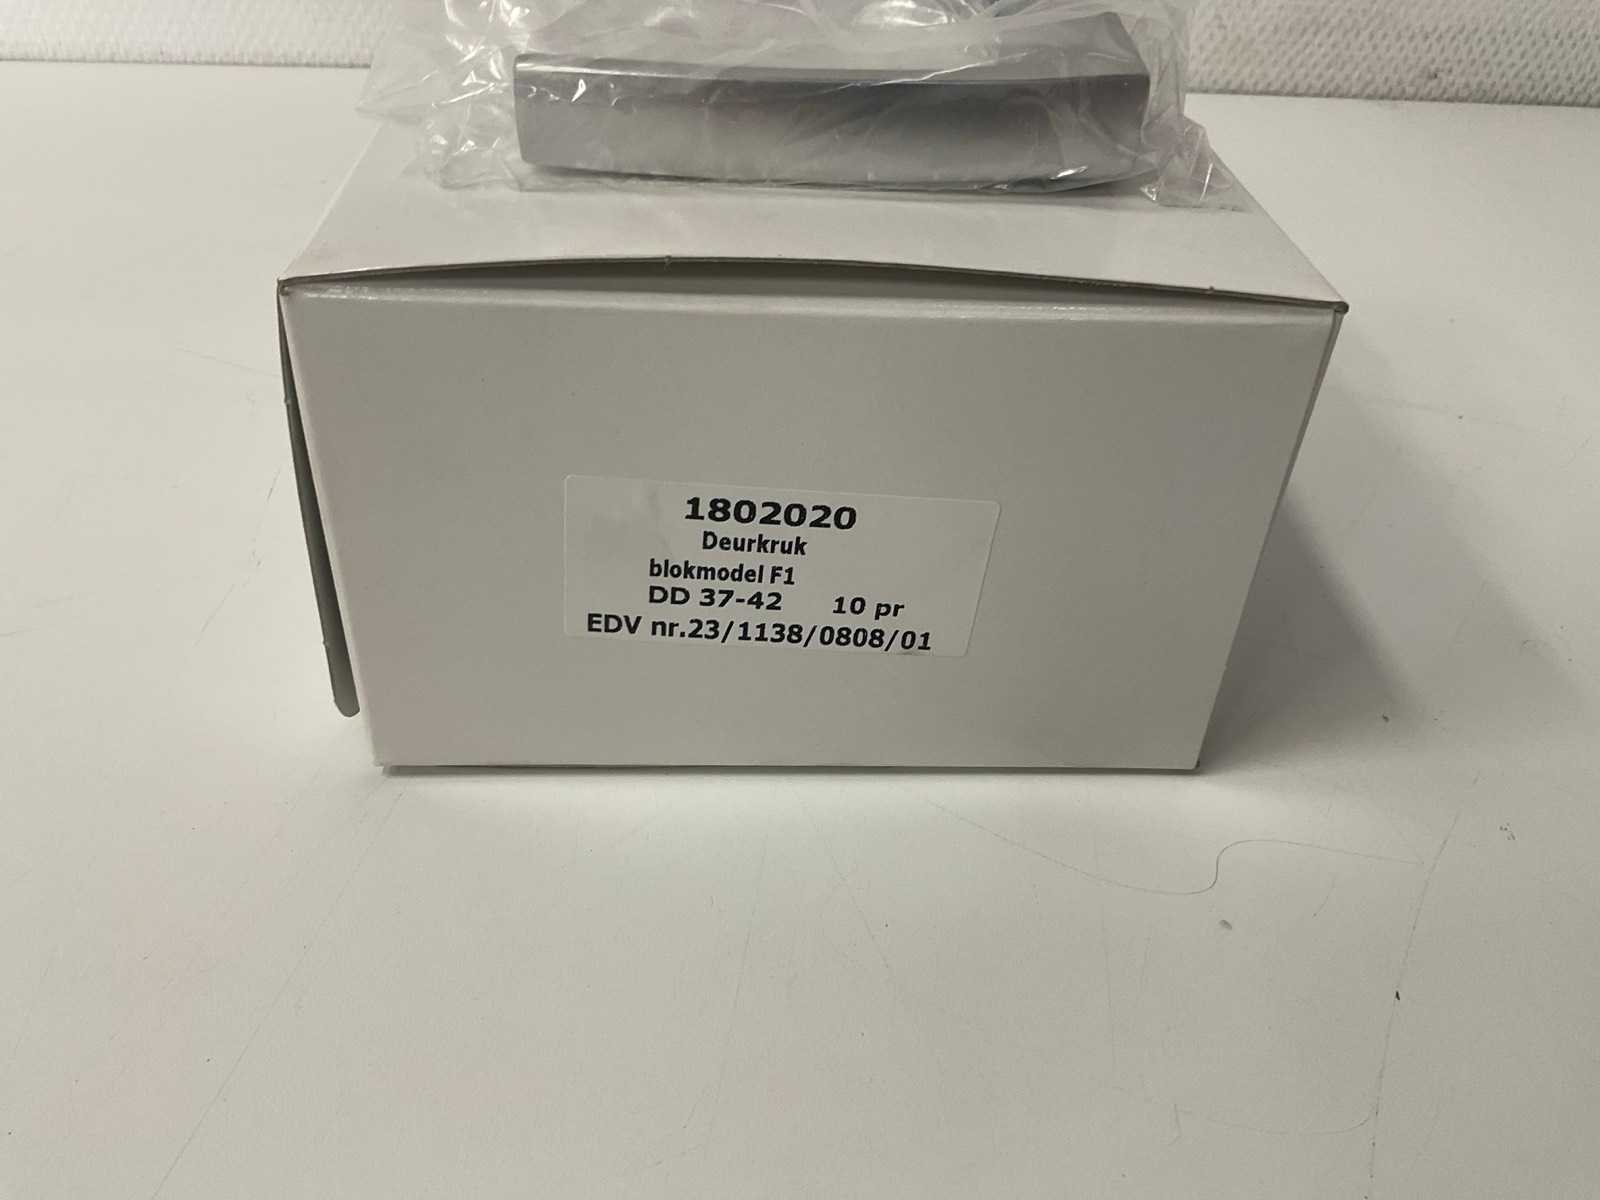 1802020
Deurkruk
blokmodel F1
DD 37-42 10 pr
EDV nr.23/1138/0808/01